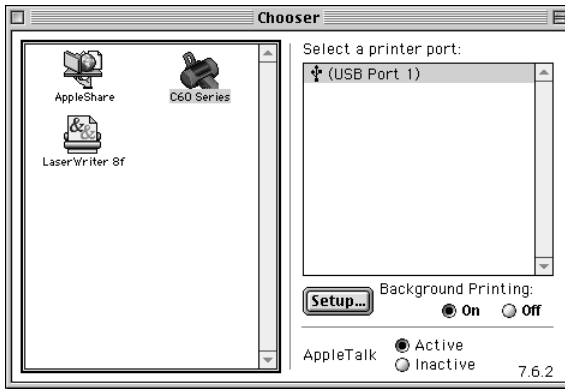 Chooser
AppleShare
C60 Series
LaserWriter 8f
Select a printer port:
(USB Port 1)
Setup...
Background Printing:
On Off
AppleTalk
Active
Inactive
7.6.2